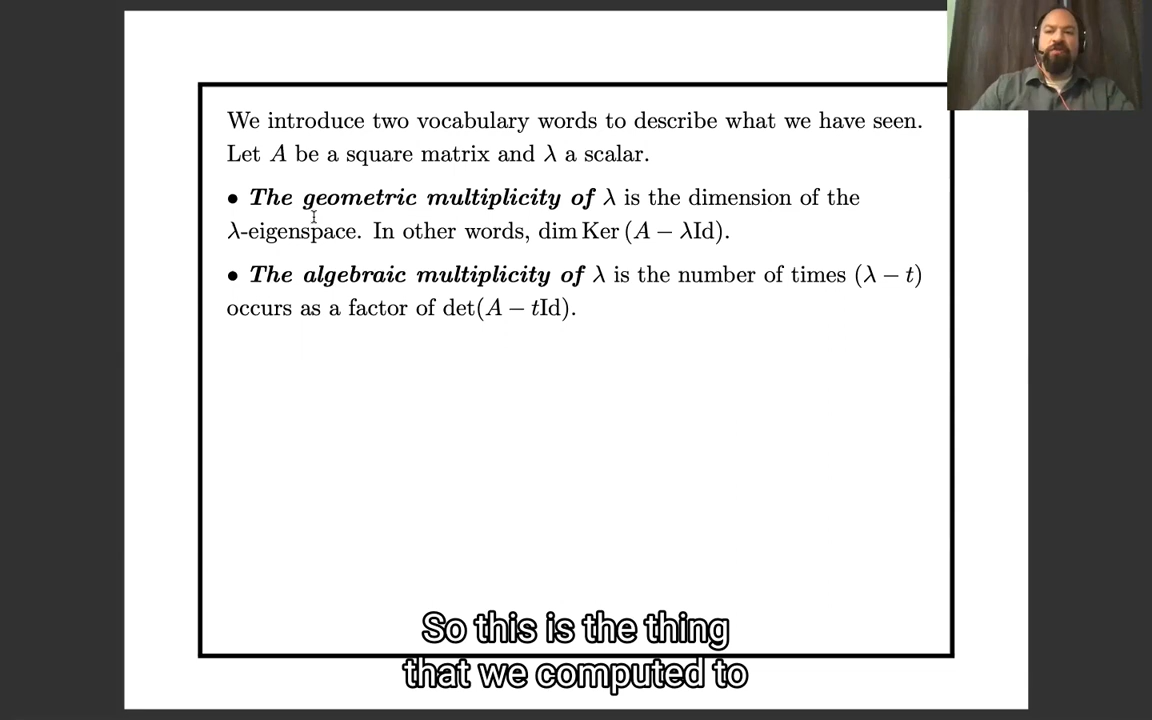 We introduce two vocabulary words to describe what we have seen.
Let A be a square matrix and λ a scalar.
• The geometric multiplicity of λ is the dimension of the
λ-eigenspace. In other words, dim Ker (A − λId).
• The algebraic multiplicity of λ is the number of times (λ − t)
occurs as a factor of det(A − tId).
So this is the thing
that we computed to